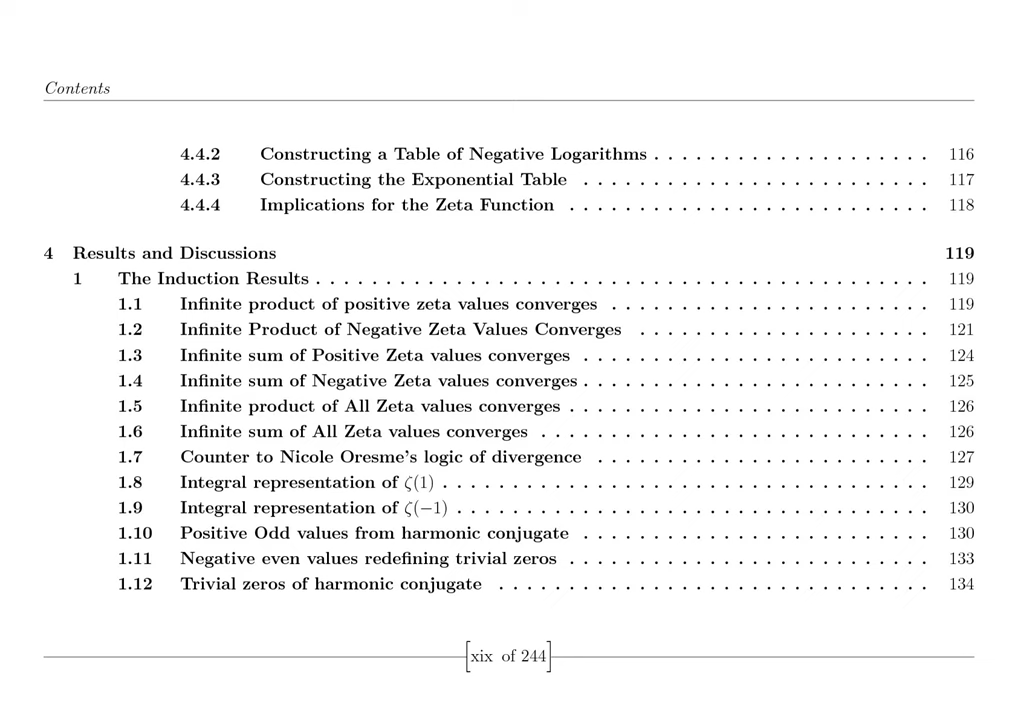 Contents
4.4.2 Constructing a Table of Negative Logarithms . . . . . . . . . . . . . . . . . . . . 116
4.4.3 Constructing the Exponential Table . . . . . . . . . . . . . . . . . . . . . . . . . 117
4.4.4 Implications for the Zeta Function . . . . . . . . . . . . . . . . . . . . . . . . . . 118
4 Results and Discussions 119
1 The Induction Results . . . . . . . . . . . . . . . . . . . . . . . . . . . . . . . . . . . . . . . . . . . . 119
1.1 Infinite product of positive zeta values converges . . . . . . . . . . . . . . . . . . . . . . . 119
1.2 Infinite Product of Negative Zeta Values Converges . . . . . . . . . . . . . . . . . . . . . 121
1.3 Infinite sum of Positive Zeta values converges . . . . . . . . . . . . . . . . . . . . . . . . . 124
1.4 Infinite sum of Negative Zeta values converges . . . . . . . . . . . . . . . . . . . . . . . . . 125
1.5 Infinite product of All Zeta values converges . . . . . . . . . . . . . . . . . . . . . . . . . . 126
1.6 Infinite sum of All Zeta values converges . . . . . . . . . . . . . . . . . . . . . . . . . . . . 126
1.7 Counter to Nicole Oresme's logic of divergence . . . . . . . . . . . . . . . . . . . . . . . . 127
1.8 Integral representation of ζ(1) . . . . . . . . . . . . . . . . . . . . . . . . . . . . . . . . . . . 129
1.9 Integral representation of ζ(−1) . . . . . . . . . . . . . . . . . . . . . . . . . . . . . . . . . . 130
1.10 Positive Odd values from harmonic conjugate . . . . . . . . . . . . . . . . . . . . . . . . . 130
1.11 Negative even values redefining trivial zeros . . . . . . . . . . . . . . . . . . . . . . . . . . 133
1.12 Trivial zeros of harmonic conjugate . . . . . . . . . . . . . . . . . . . . . . . . . . . . . . . 134
[xix of 244]